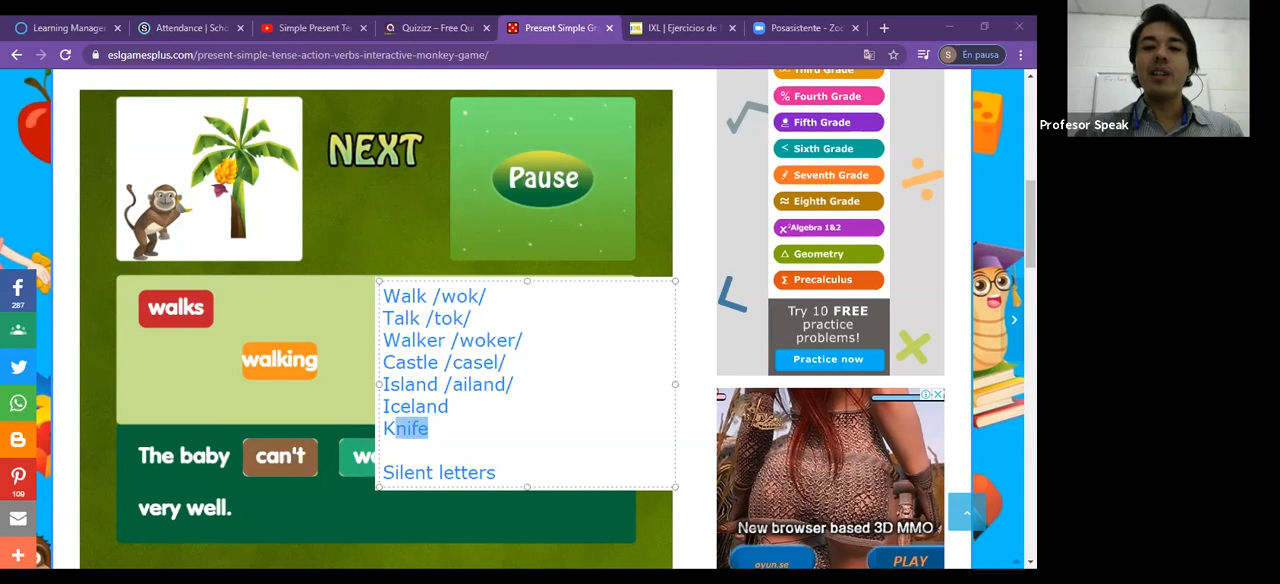 Learning Manager
Attendance | Scho
Simple Present Te
Quizizz – Free Qui
Present Simple Gr
IXL | Ejercicios de
Posasistente - Zoo
eslgamesplus.com/present-simple-tense-action-verbs-interactive-monkey-game/
S
En pausa
Profesor Speak
NEXT
Pause
walks
walking
Walk /wok/
Talk /tok/
Walker /woker/
Castle /casel/
Island /ailand/
Iceland
Knife
Silent letters
The baby can't
very well.
287
109
Third Grade
Fourth Grade
Fifth Grade
Sixth Grade
Seventh Grade
Eighth Grade
Algebra 1&2
Geometry
Precalculus
Try 10 FREE
practice
problems!
Practice now
New browser based 3D MMO
oyun.se
PLAY